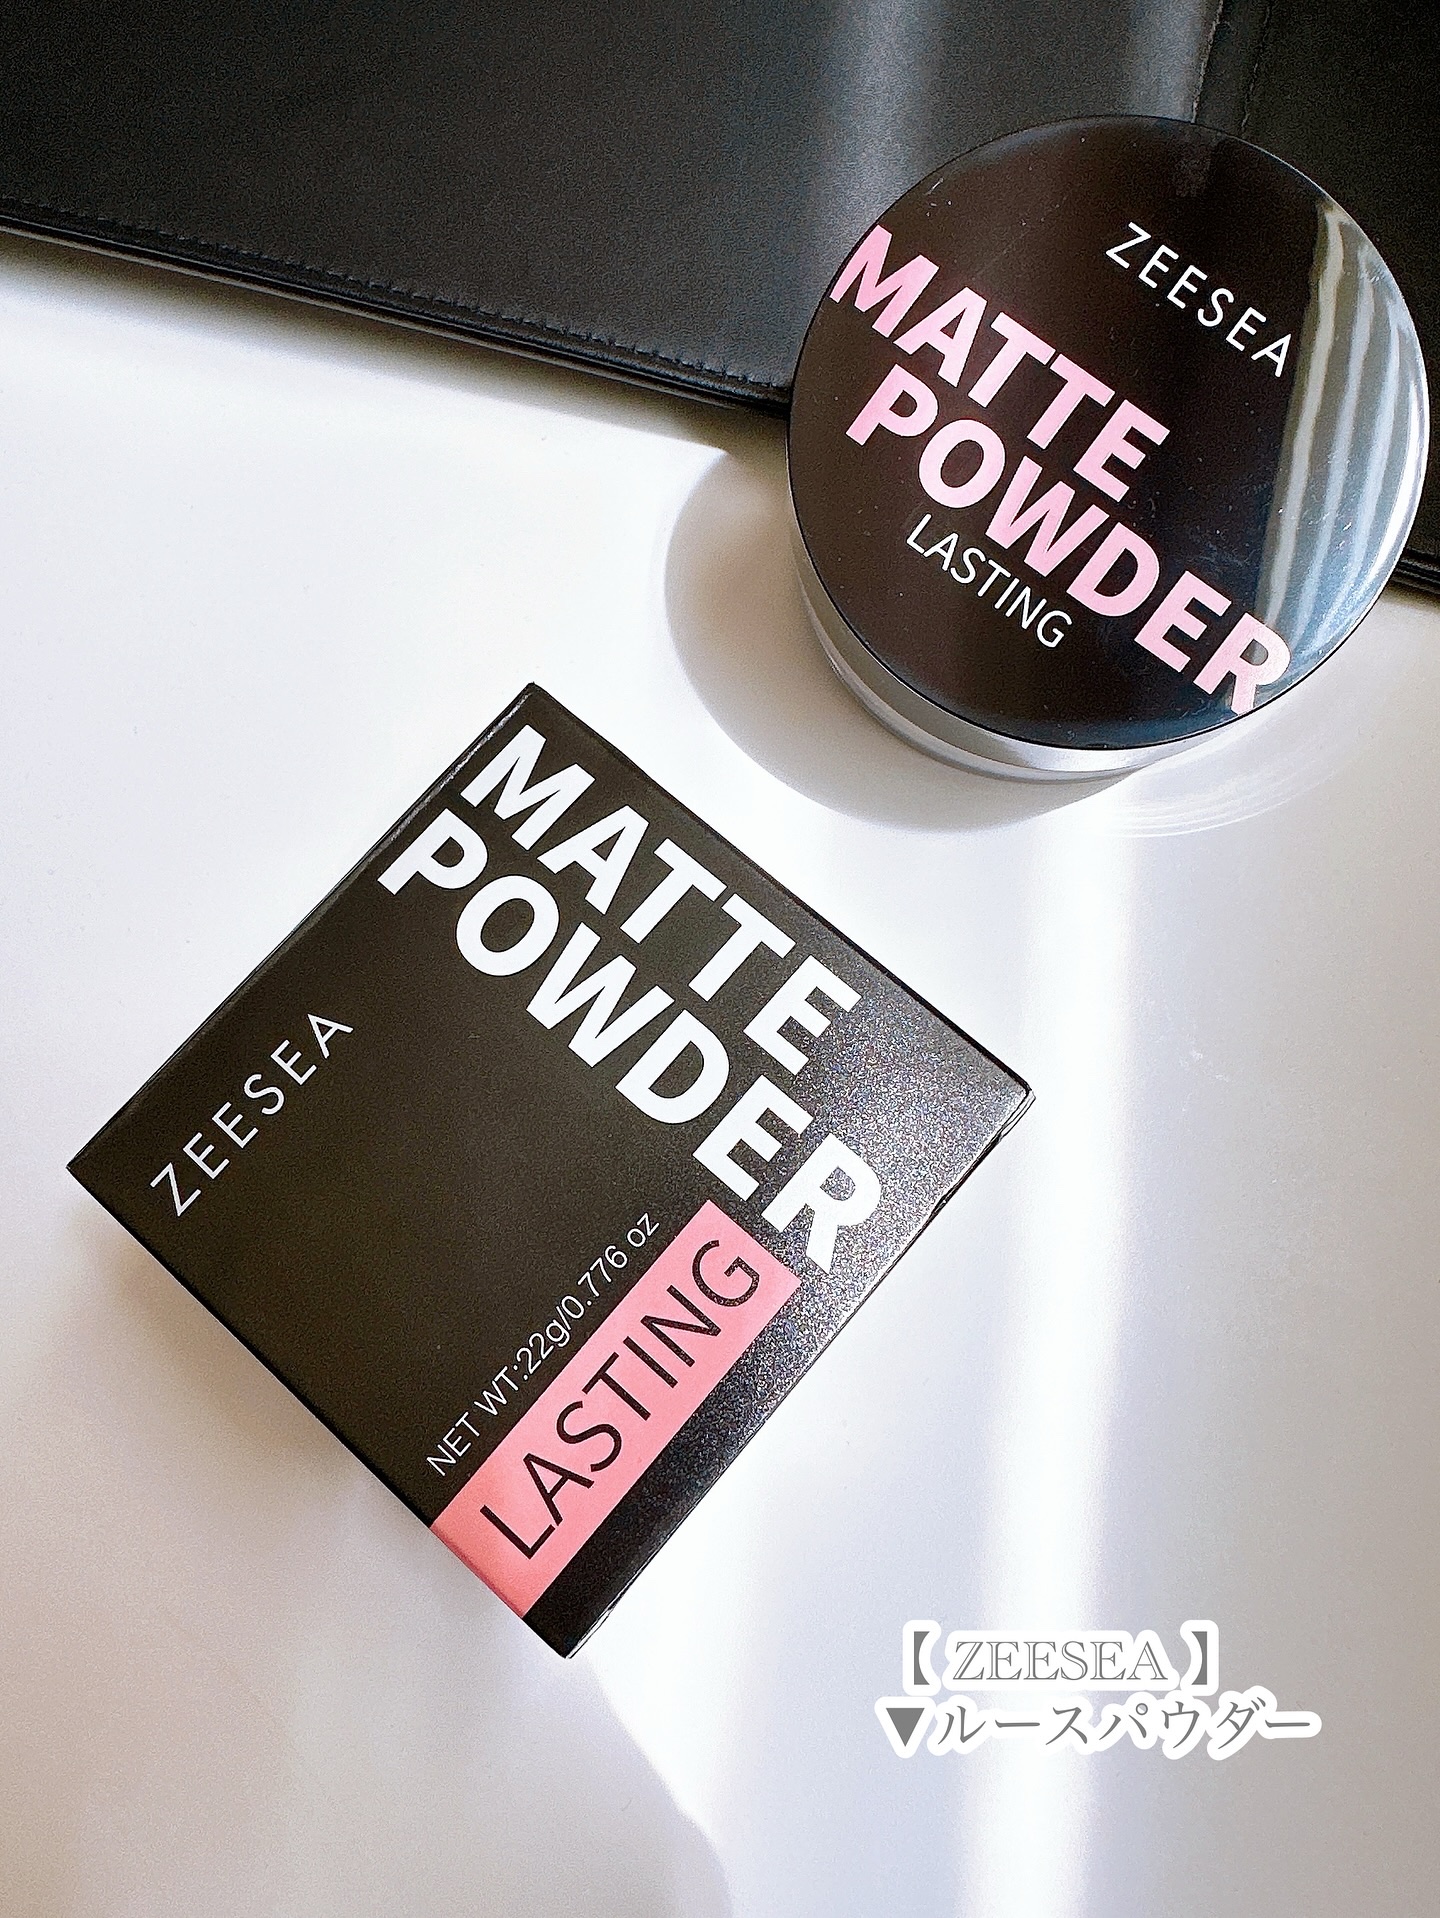 ZEESEA
MATTE
POWDER
LASTING
MATTE
POWDER
ZEESEA
NET WT:22g/0.776 oz
LASTING
【 ZEESEA 】
▼ルースパウダー